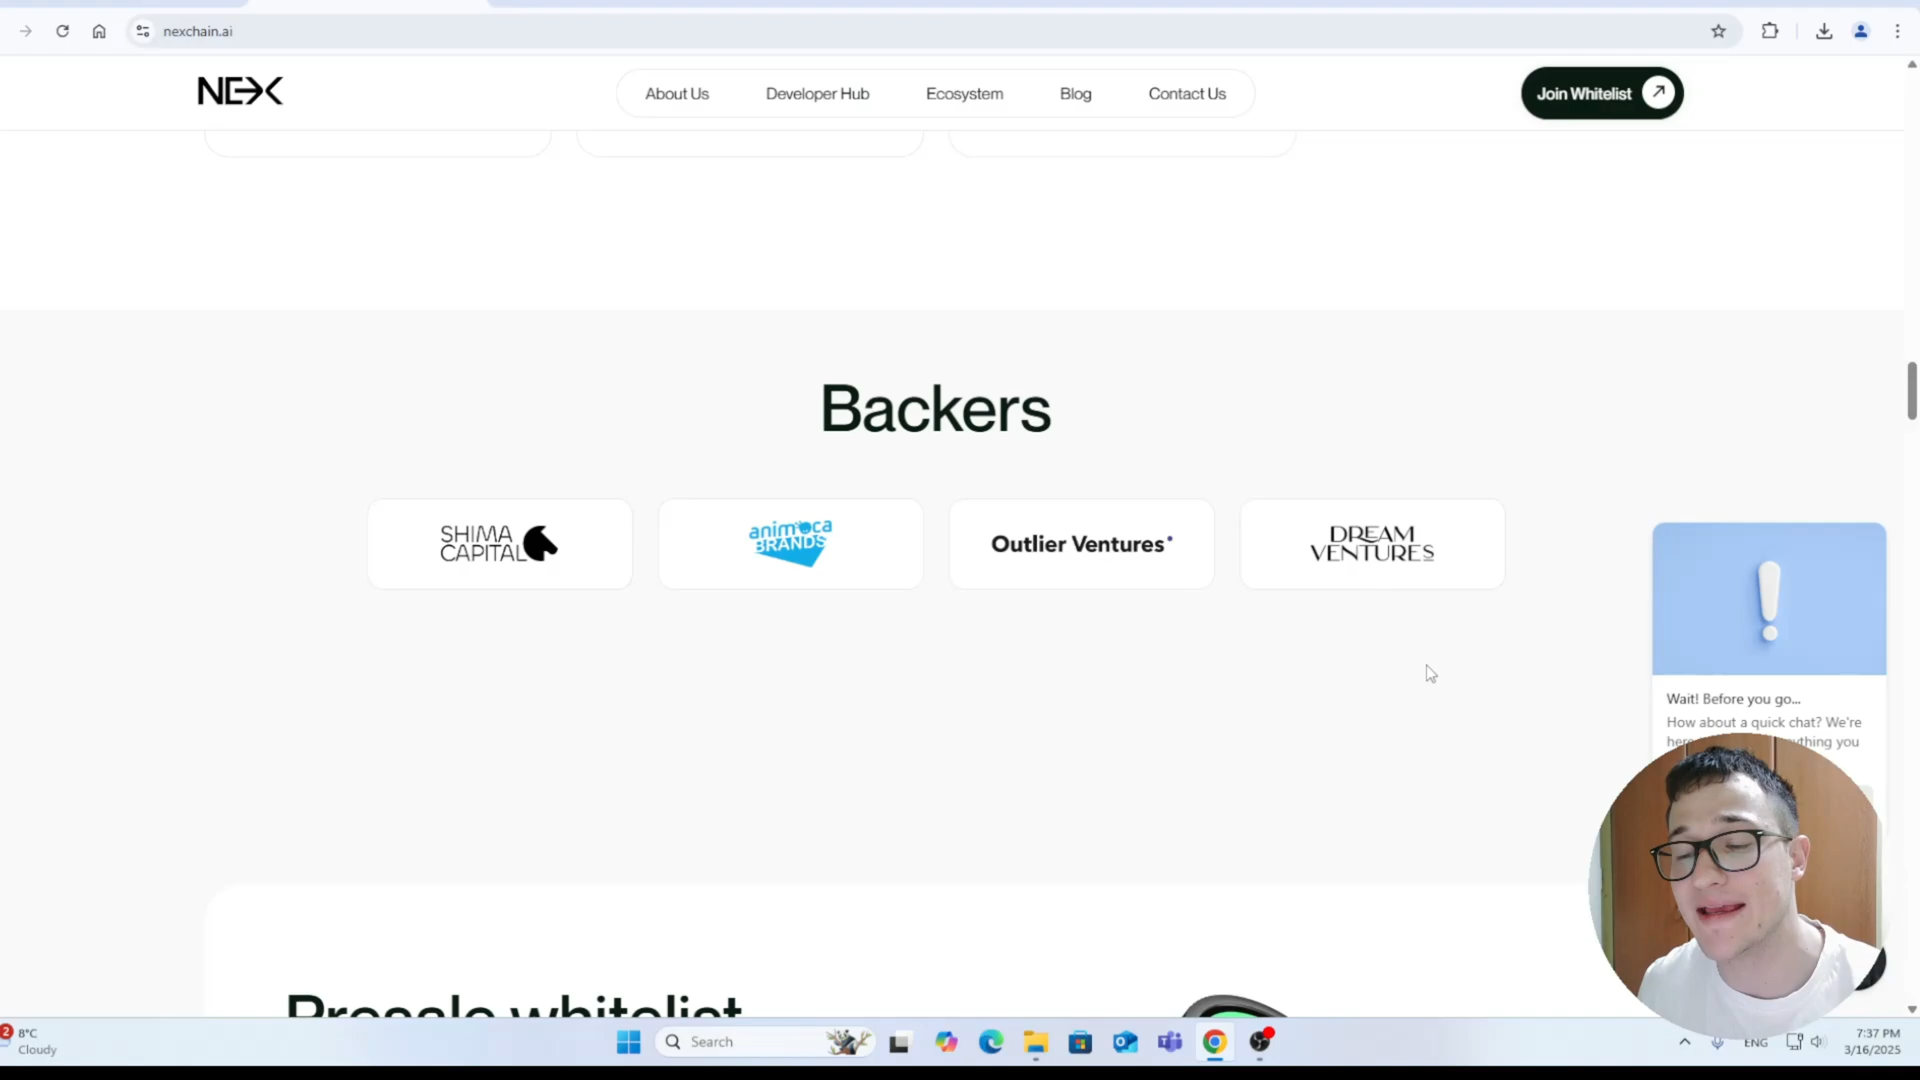 nexchain.ai
NEX
About Us
Developer Hub
Ecosystem
Blog
Contact Us
Join Whitelist
Backers
SHIMA
CAPITAL
animoca
BRANDS
Outlier Ventures
DREAM
VENTURES
Wait! Before you go...
How about a quick chat? We're
Presale whitelist
2
8°C
Cloudy
Search
ENG
7:37 PM
3/16/2025